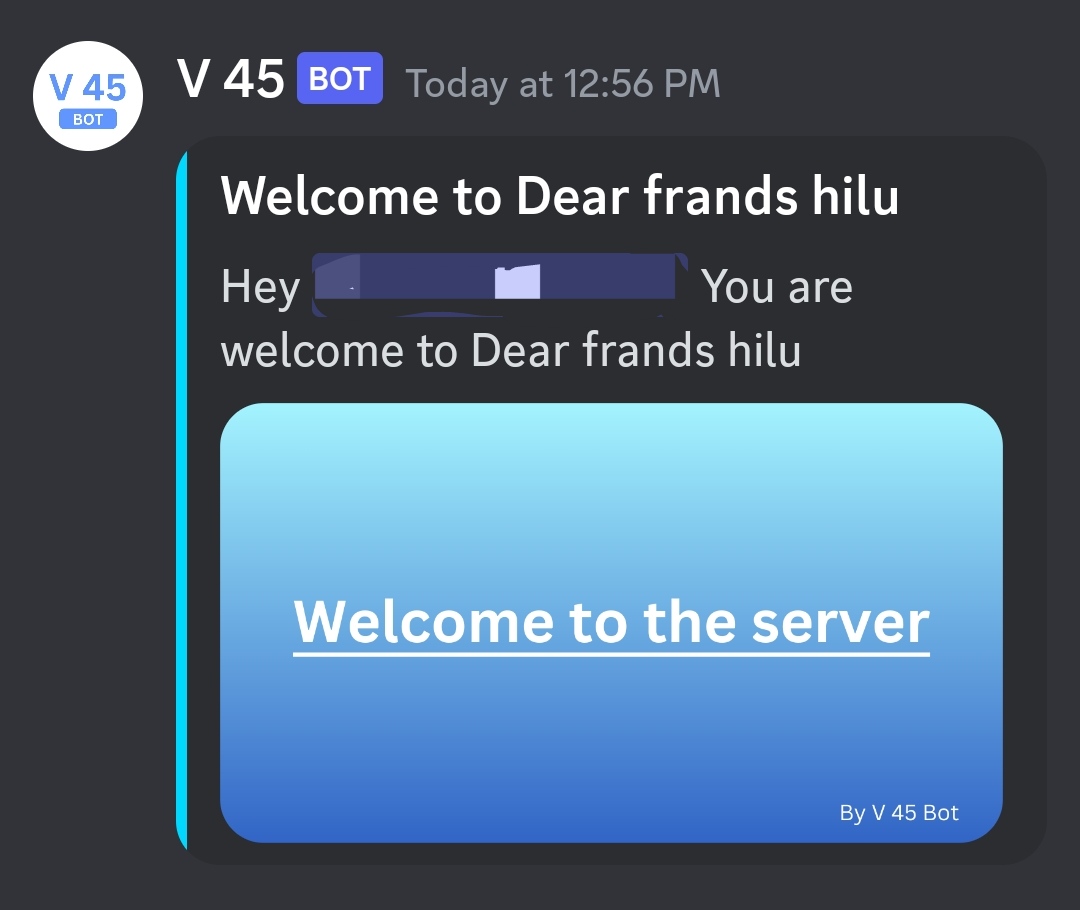 V 45
BOT
V 45 BOT Today at 12:56 PM
Welcome to Dear frands hilu
Hey You are
welcome to Dear frands hilu
Welcome to the server
By V 45 Bot